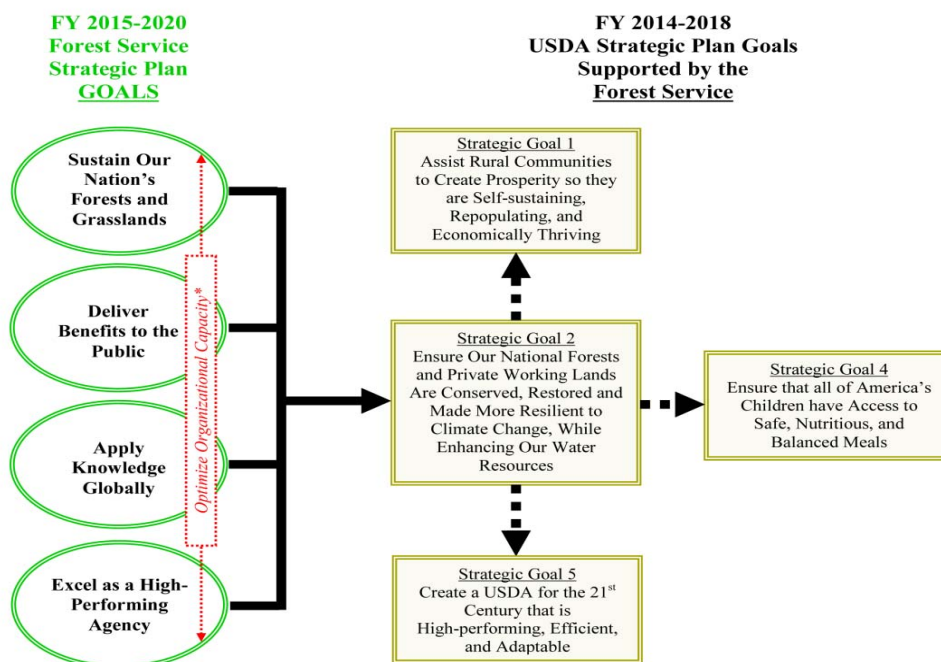 FY 2015-2020
Forest Service
Strategic Plan
GOALS
FY 2014-2018
USDA Strategic Plan Goals
Supported by the
Forest Service
Sustain Our
Nation's
Forests and
Grasslands
Deliver
Benefits to the
Public
Apply
Knowledge
Globally
Excel as a High-
Performing
Agency
Optimize Organizational Capacity*
Strategic Goal 1
Assist Rural Communities
to Create Prosperity so they
are Self-sustaining,
Repopulating, and
Economically Thriving
Strategic Goal 2
Ensure Our National Forests
and Private Working Lands
Are Conserved, Restored and
Made More Resilient to
Climate Change, While
Enhancing Our Water
Resources
Strategic Goal 4
Ensure that all of America's
Children have Access to
Safe, Nutritious, and
Balanced Meals
Strategic Goal 5
Create a USDA for the 21st
Century that is
High-performing, Efficient,
and Adaptable